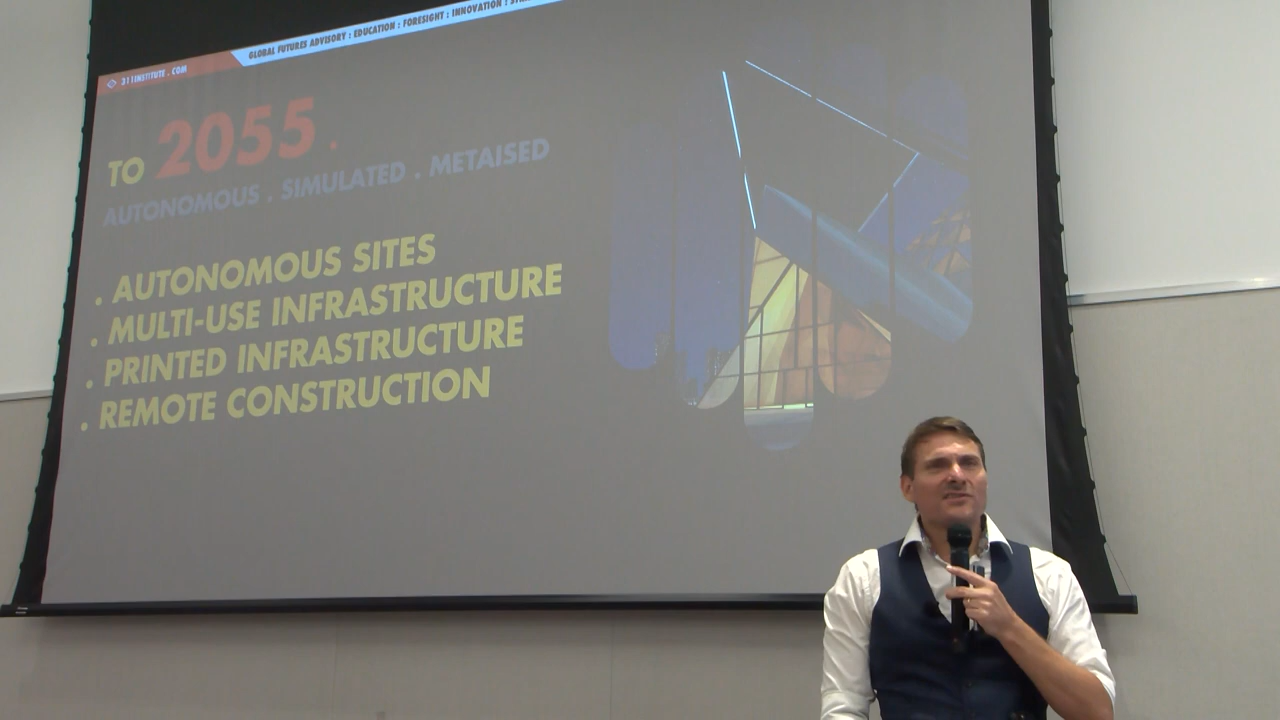 311INSTITUTE . COM
GLOBAL FUTURES ADVISORY : EDUCATION : FORESIGHT : INNOVATION :
TO 2055 .
AUTONOMOUS . SIMULATED . METAISED
. AUTONOMOUS SITES
. MULTI-USE INFRASTRUCTURE
. PRINTED INFRASTRUCTURE
. REMOTE CONSTRUCTION